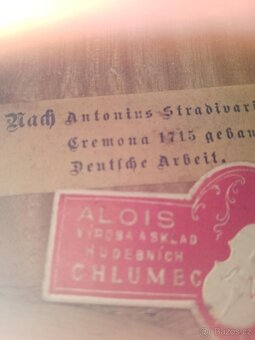 Nach Antonius Stradivari
Cremona 1715 gebau
Deutsche Arbeit.
ALOIS
VÝROBA A SKLAD
HUDEBNÍCH
CHLUMEC